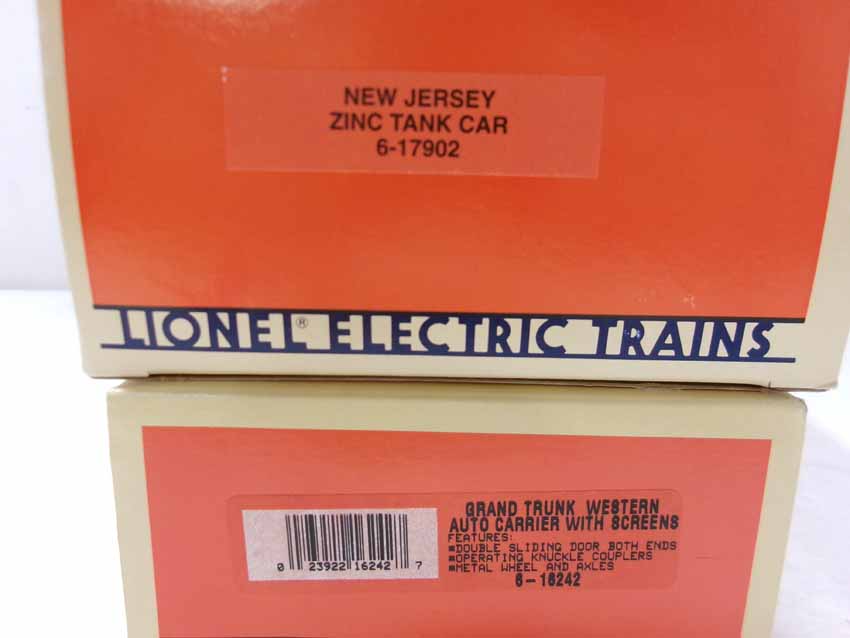 NEW JERSEY
ZINC TANK CAR
6-17902
LIONEL® ELECTRIC TRAINS
GRAND TRUNK WESTERN
AUTO CARRIER WITH SCREENS
FEATURES:
▪DOUBLE SLIDING DOOR BOTH ENDS
▪OPERATING KNUCKLE COUPLERS
▪METAL WHEEL AND AXLES
6-16242
0 23922 16242 7